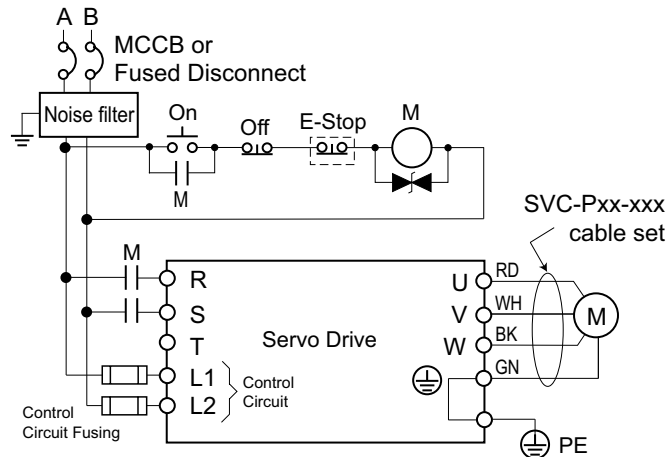 A B
MCCB or
Fused Disconnect
Noise filter
On
Off
E-Stop
M
M
SVC-Pxx-xxx
cable set
M
R
S
T
L1
L2
Control
Circuit
Servo Drive
U
V
W
RD
WH
BK
GN
M
Control
Circuit Fusing
PE